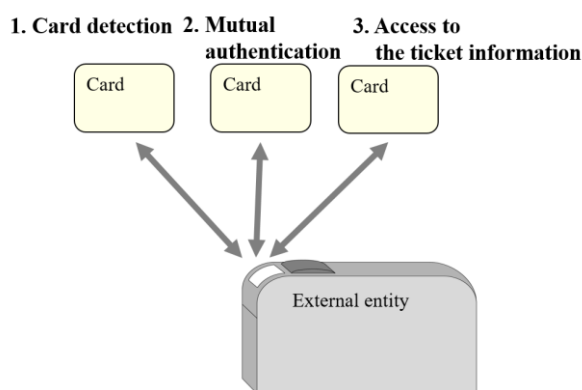 1. Card detection
2. Mutual
authentication
3. Access to
the ticket information
Card
Card
Card
External entity